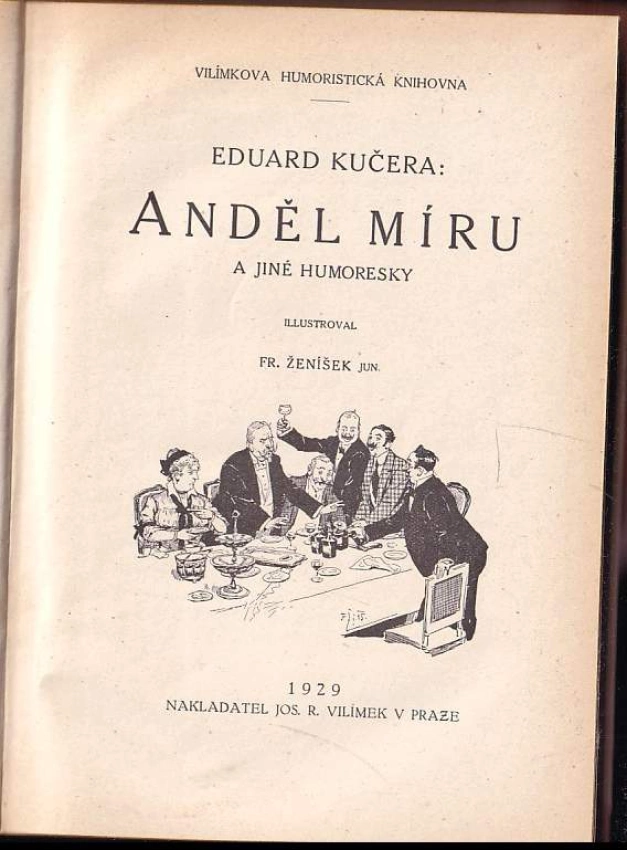 VILÍMKOVA HUMORISTICKÁ KNIHOVNA
EDUARD KUČERA:
ANDĚL MÍRU
A JINÉ HUMORESKY
ILLUSTROVAL
FR. ŽENÍŠEK JUN.
1929
NAKLADATEL JOS. R. VILÍMEK V PRAZE